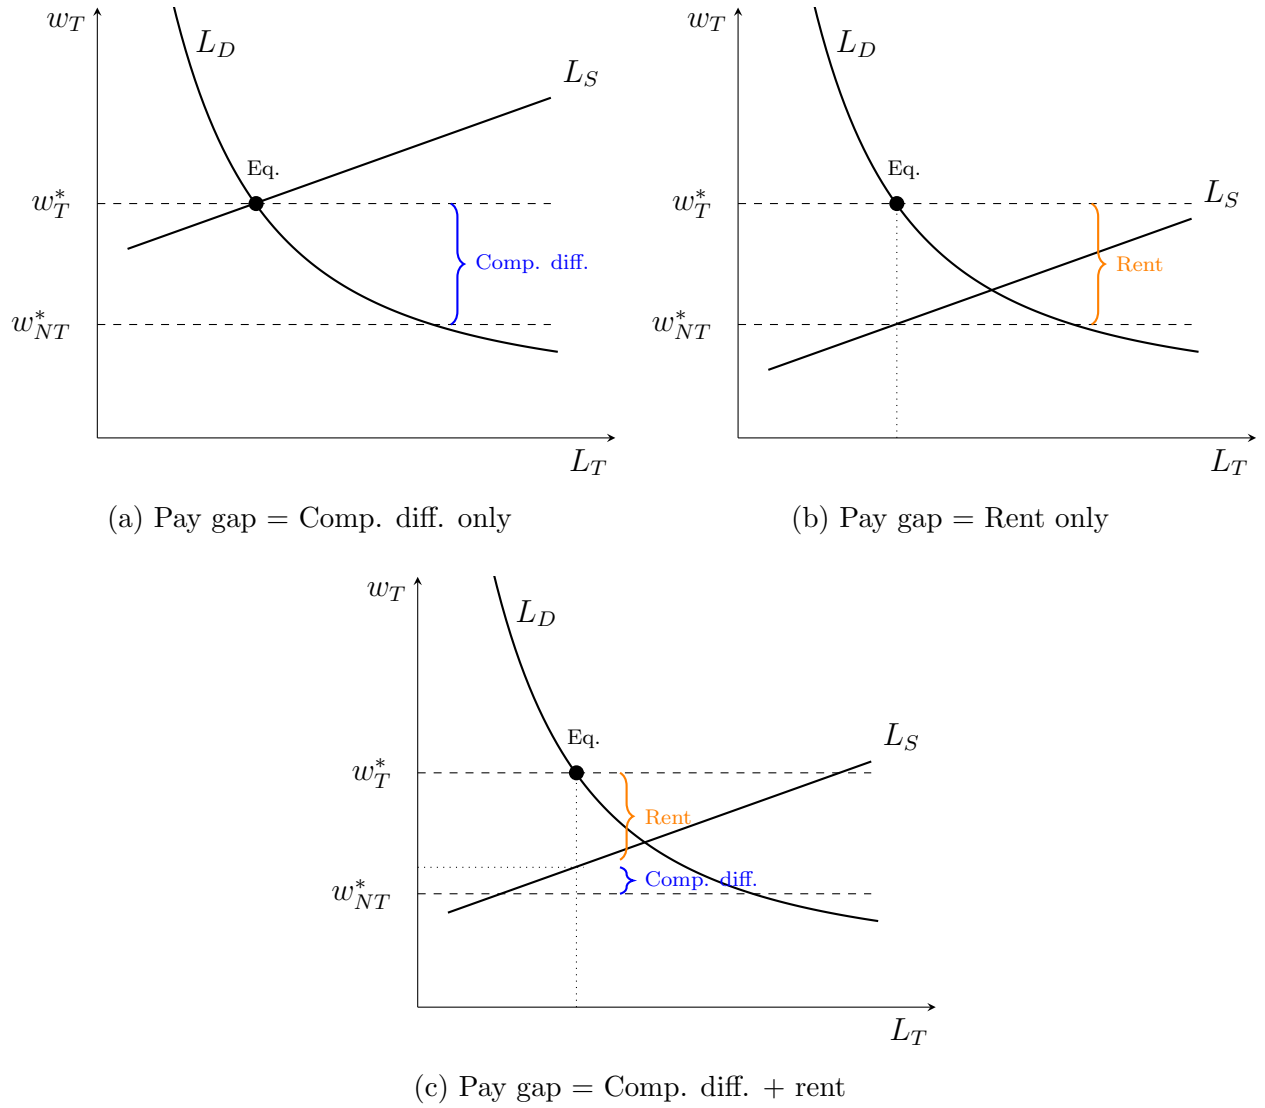 w_T
L_D
L_S
Eq.
w*_T
Comp. diff.
w*_NT
L_T
(a) Pay gap = Comp. diff. only
w_T
L_D
Eq.
w*_T
L_S
Rent
w*_NT
L_T
(b) Pay gap = Rent only
w_T
L_D
Eq.
L_S
w*_T
Rent
Comp. diff.
w*_NT
L_T
(c) Pay gap = Comp. diff. + rent